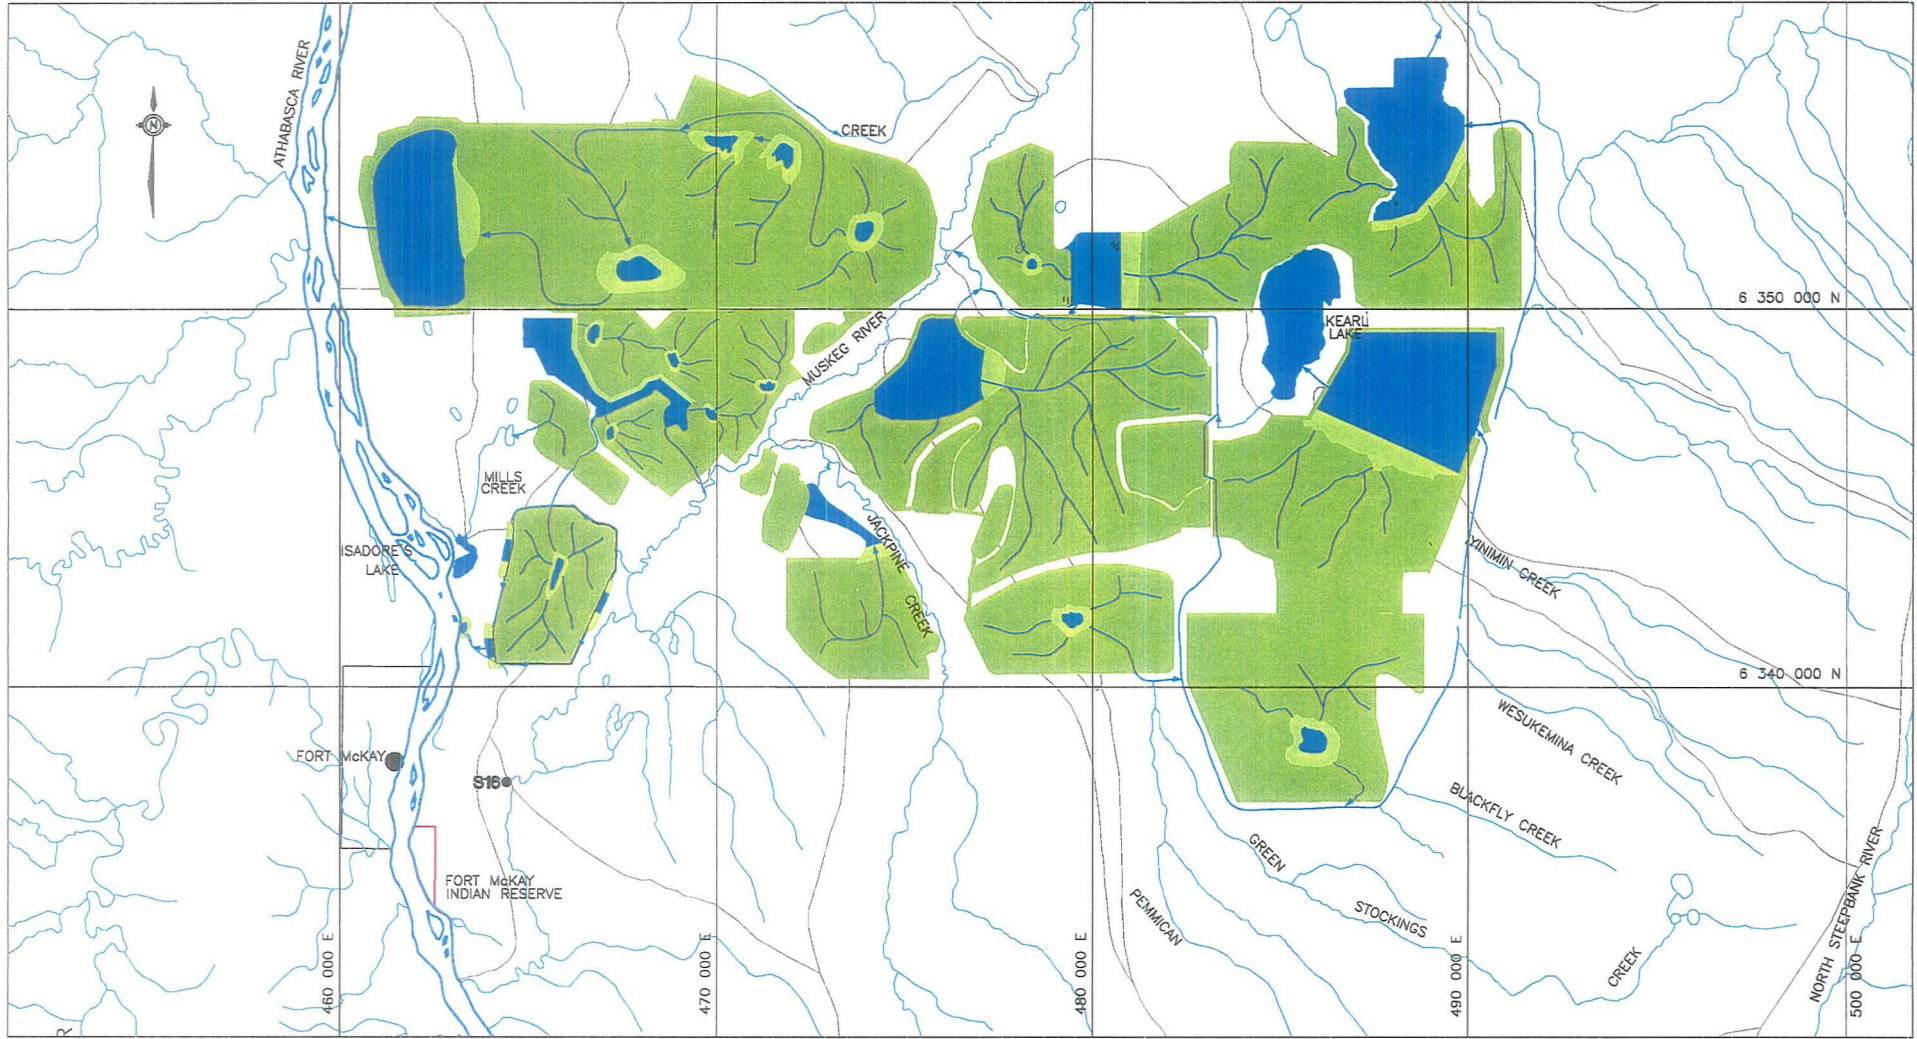 N
ATHABASCA RIVER
CREEK
6 350 000 N
KEARL
LAKE
MUSKEG RIVER
MILLS
CREEK
ISADORE'S
LAKE
JACKPINE
CREEK
IYINIMIN CREEK
6 340 000 N
WESUKEMINA CREEK
FORT McKAY
S16
BLACKFLY CREEK
GREEN
STOCKINGS
CREEK
FORT McKAY
INDIAN RESERVE
PEMMICAN
NORTH STEEPBANK RIVER
460 000 E
470 000 E
480 000 E
490 000 E
500 000 E
R